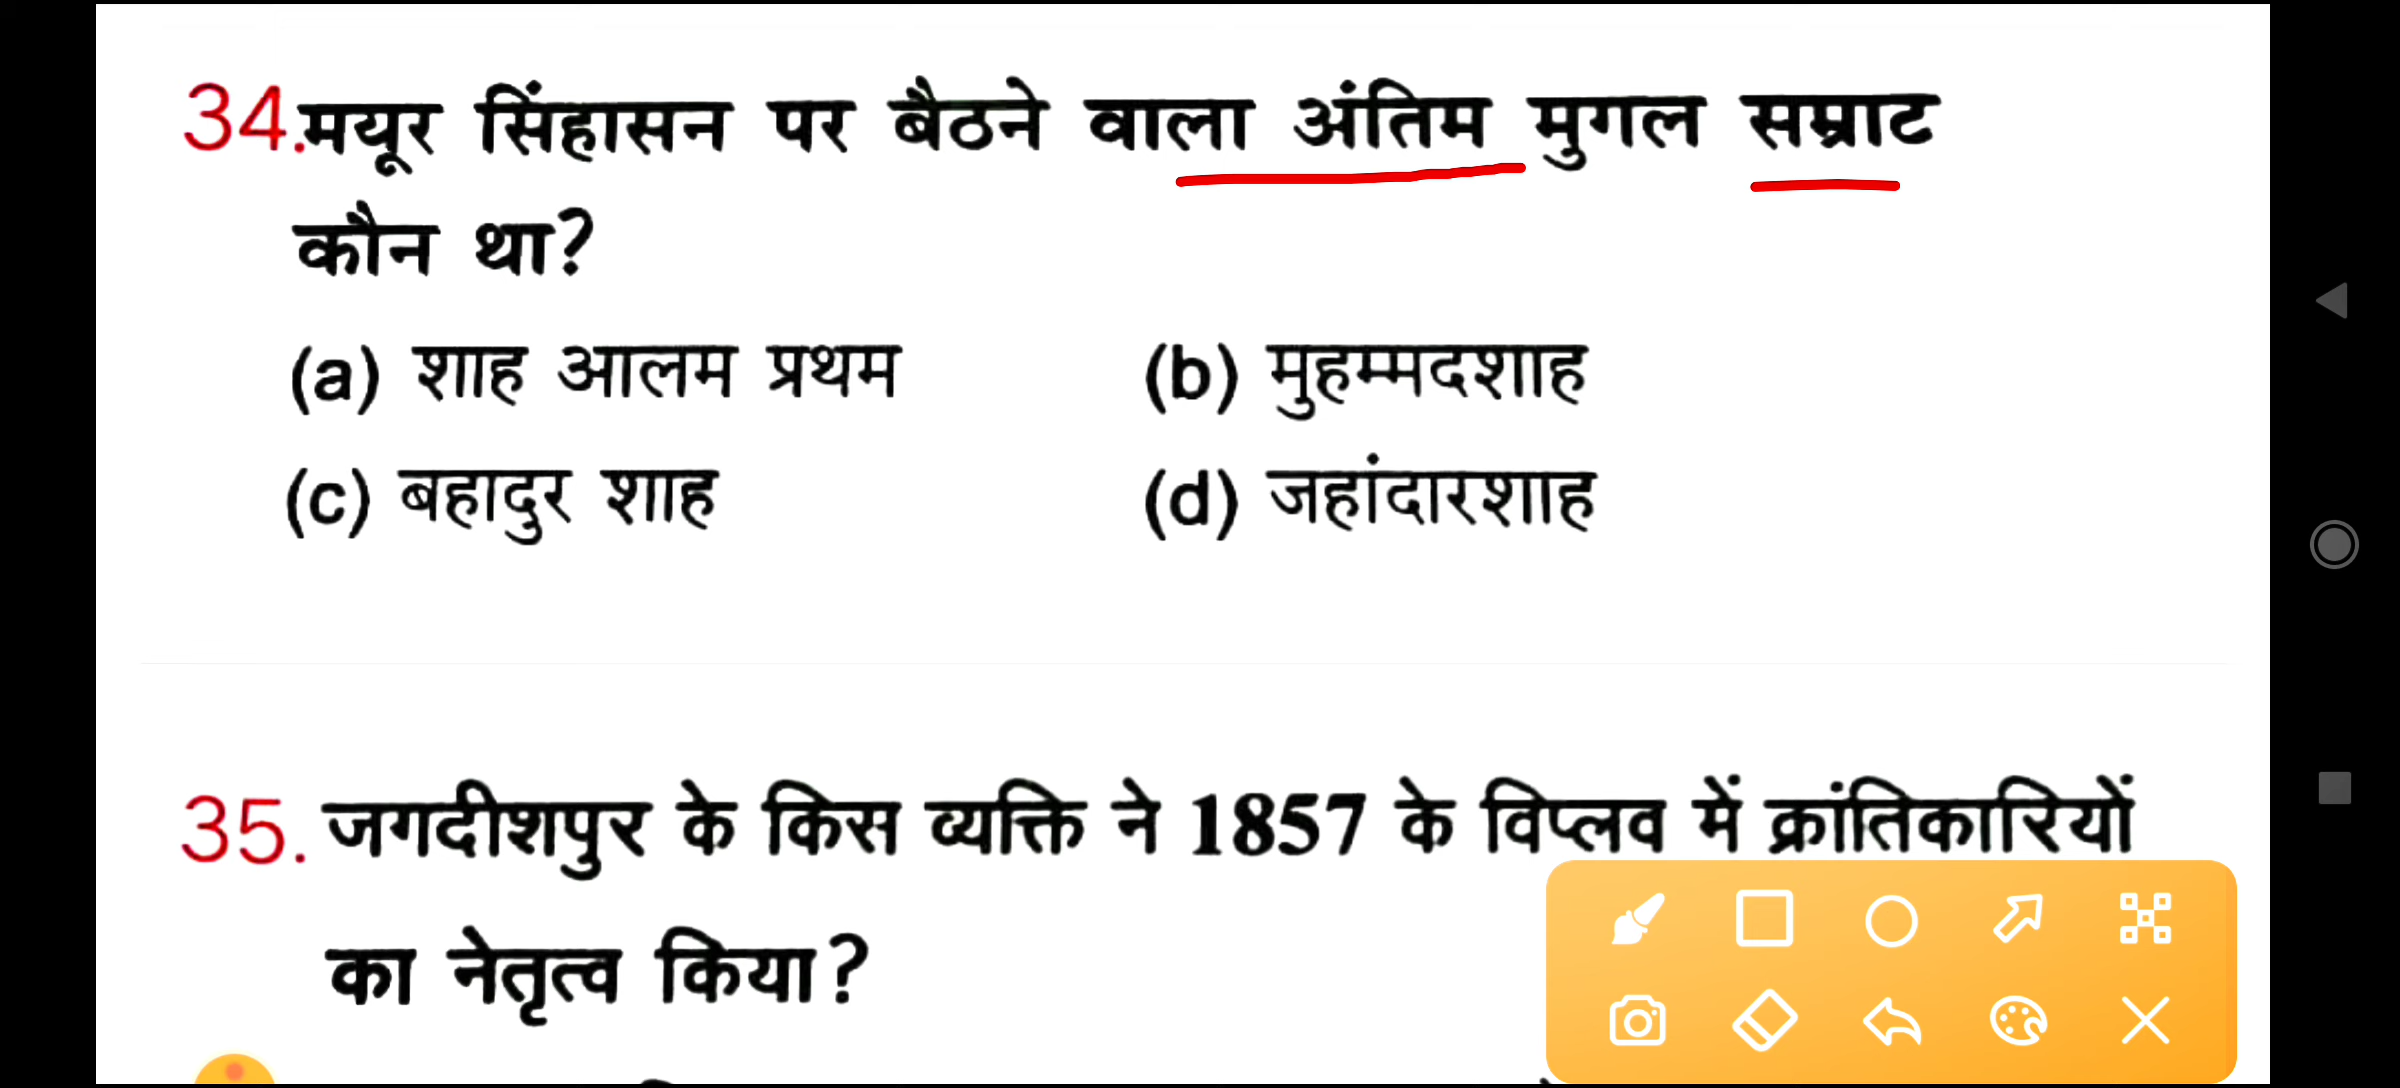 34.मयूर सिंहासन पर बैठने वाला अंतिम मुगल सम्राट
कौन था?
(a) शाह आलम प्रथम (b) मुहम्मदशाह
(c) बहादुर शाह (d) जहांदारशाह
35. जगदीशपुर के किस व्यक्ति ने 1857 के विप्लव में क्रांतिकारियों
का नेतृत्व किया?